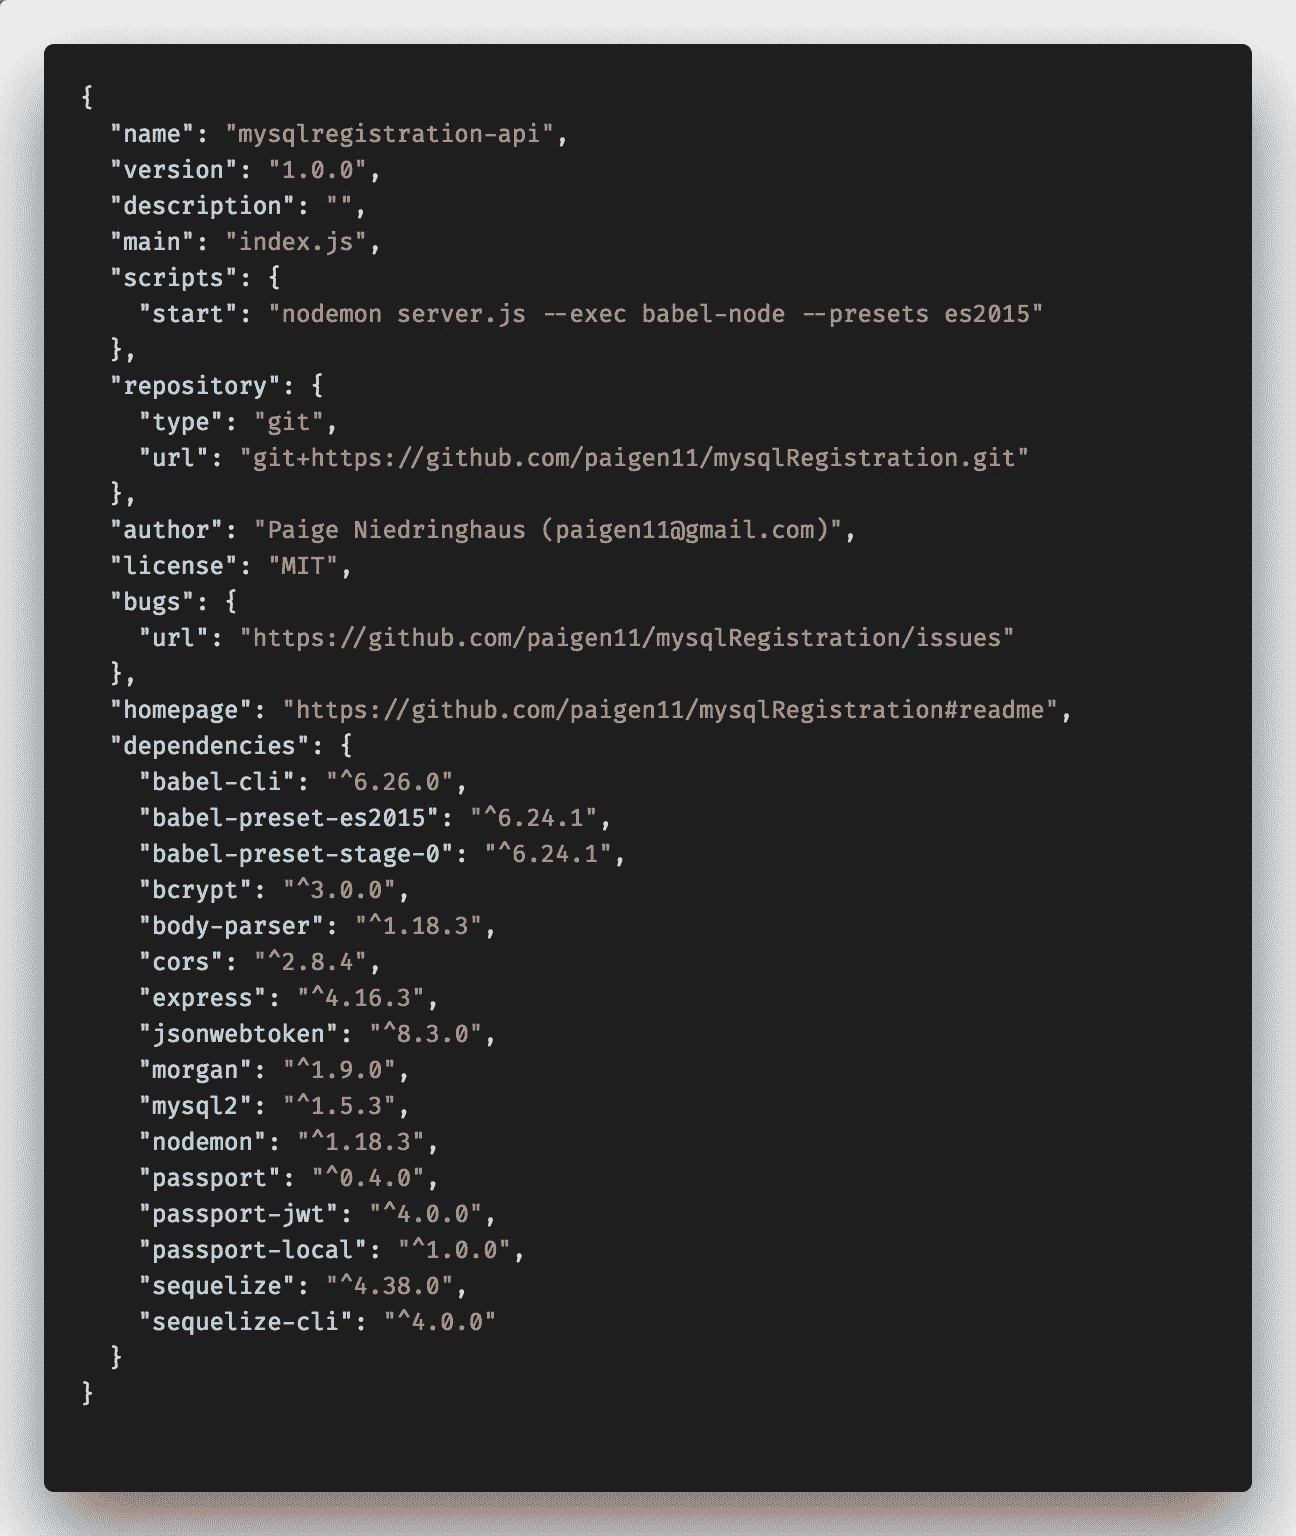 {
  "name": "mysqlregistration-api",
  "version": "1.0.0",
  "description": "",
  "main": "index.js",
  "scripts": {
    "start": "nodemon server.js --exec babel-node --presets es2015"
  },
  "repository": {
    "type": "git",
    "url": "git+https://github.com/paigen11/mysqlRegistration.git"
  },
  "author": "Paige Niedringhaus (paigen11@gmail.com)",
  "license": "MIT",
  "bugs": {
    "url": "https://github.com/paigen11/mysqlRegistration/issues"
  },
  "homepage": "https://github.com/paigen11/mysqlRegistration#readme",
  "dependencies": {
    "babel-cli": "^6.26.0",
    "babel-preset-es2015": "^6.24.1",
    "babel-preset-stage-0": "^6.24.1",
    "bcrypt": "^3.0.0",
    "body-parser": "^1.18.3",
    "cors": "^2.8.4",
    "express": "^4.16.3",
    "jsonwebtoken": "^8.3.0",
    "morgan": "^1.9.0",
    "mysql2": "^1.5.3",
    "nodemon": "^1.18.3",
    "passport": "^0.4.0",
    "passport-jwt": "^4.0.0",
    "passport-local": "^1.0.0",
    "sequelize": "^4.38.0",
    "sequelize-cli": "^4.0.0"
  }
}